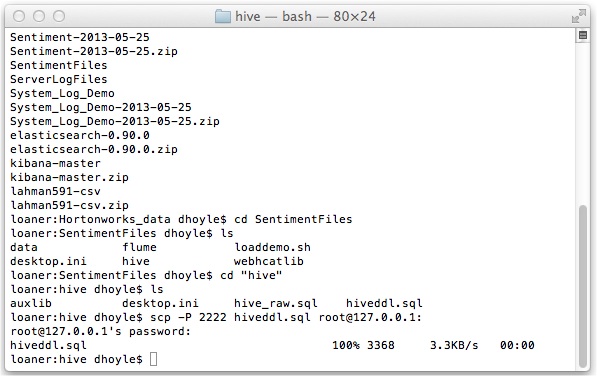 hive — bash — 80×24
Sentiment-2013-05-25
Sentiment-2013-05-25.zip
SentimentFiles
ServerLogFiles
System_Log_Demo
System_Log_Demo-2013-05-25
System_Log_Demo-2013-05-25.zip
elasticsearch-0.90.0
elasticsearch-0.90.0.zip
kibana-master
kibana-master.zip
lahman591-csv
lahman591-csv.zip
loaner:Hortonworks_data dhoyle$ cd SentimentFiles
loaner:SentimentFiles dhoyle$ ls
data flume loaddemo.sh
desktop.ini hive webhcatlib
loaner:SentimentFiles dhoyle$ cd "hive"
loaner:hive dhoyle$ ls
auxlib desktop.ini hive_raw.sql hiveddl.sql
loaner:hive dhoyle$ scp -P 2222 hiveddl.sql root@127.0.0.1:
root@127.0.0.1's password:
hiveddl.sql 100% 3368 3.3KB/s 00:00
loaner:hive dhoyle$